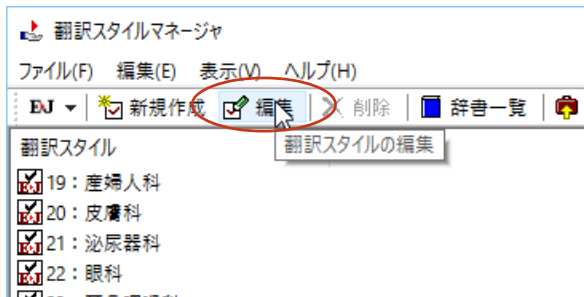 翻訳スタイルマネージャ
ファイル(F) 編集(E) 表示(V) ヘルプ(H)
EJ 新規作成 編集 削除 辞書一覧
翻訳スタイルの編集
翻訳スタイル
19：産婦人科
20：皮膚科
21：泌尿器科
22：眼科